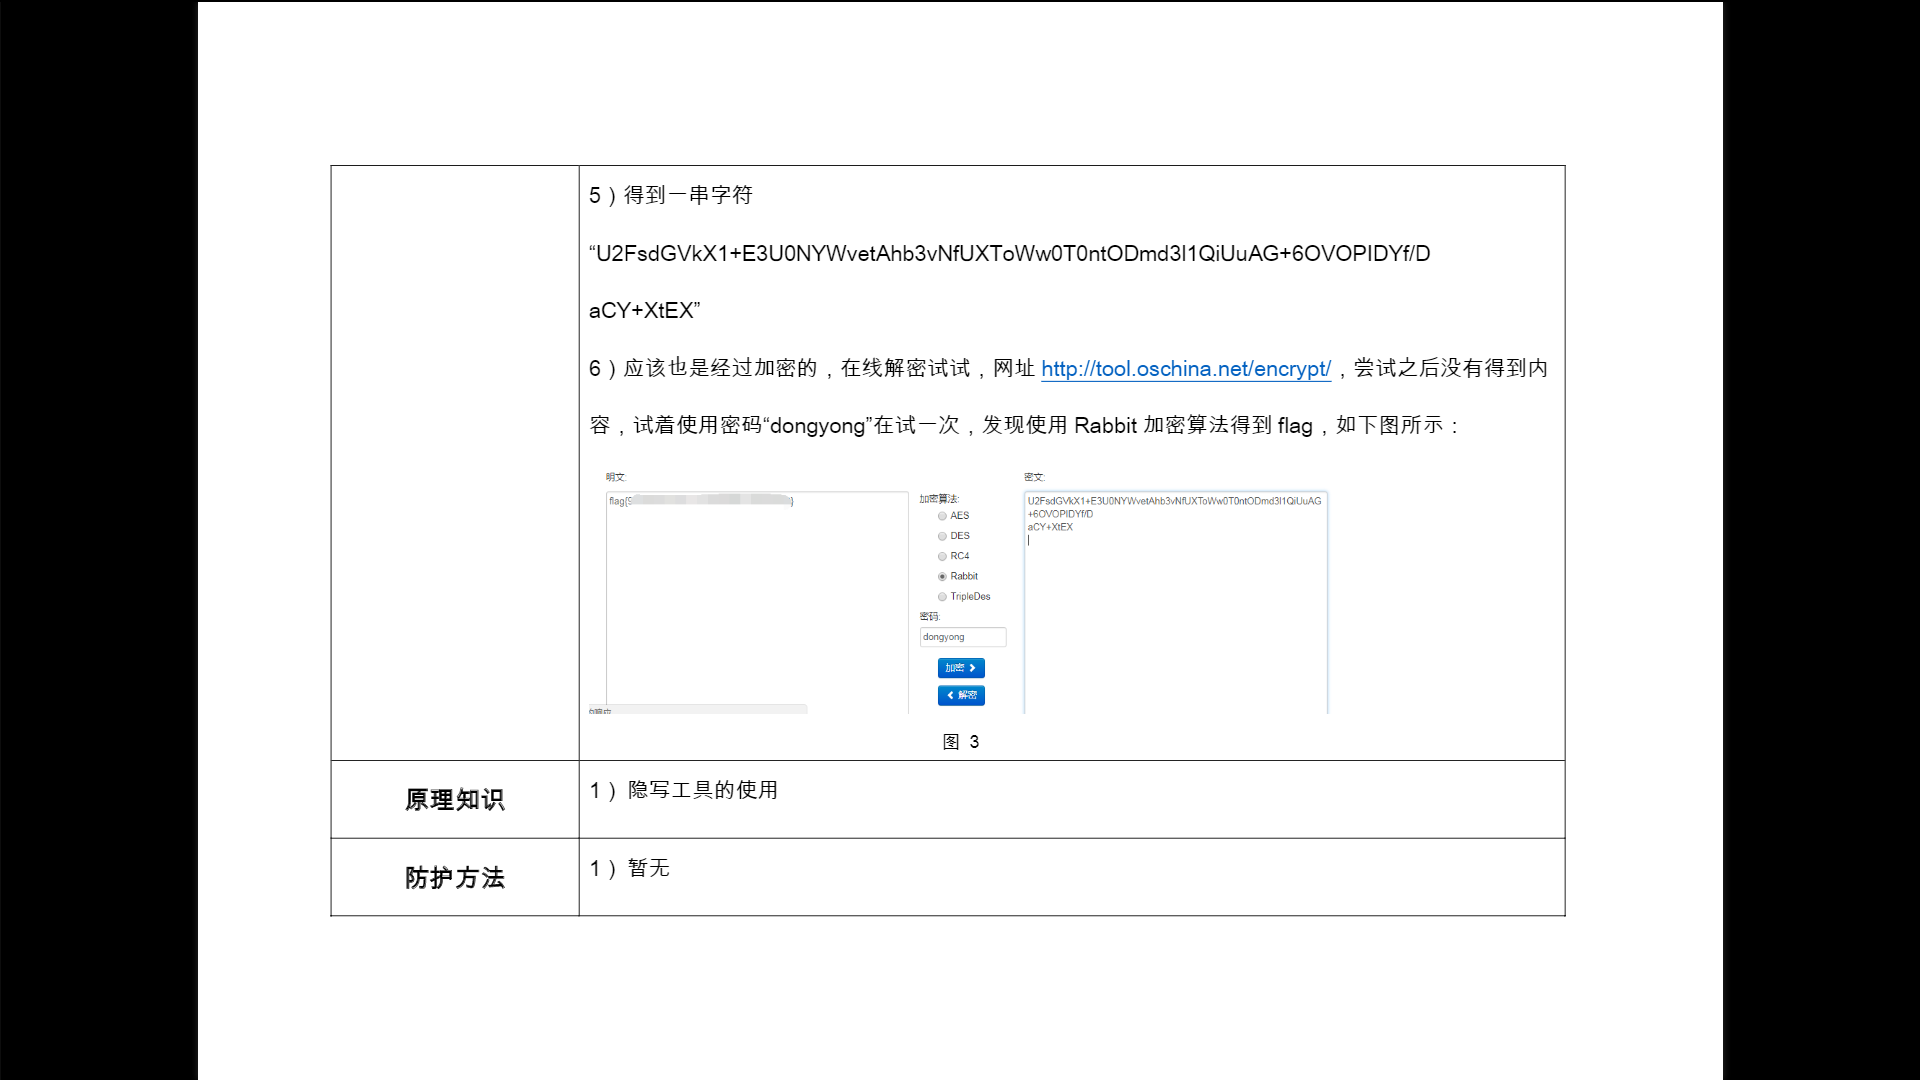 5）得到一串字符
“U2FsdGVkX1+E3U0NYWvetAhb3vNfUXToWw0T0ntODmd3l1QiUuAG+6OVOPIDYf/D
aCY+XtEX”
6）应该也是经过加密的，在线解密试试，网址 http://tool.oschina.net/encrypt/，尝试之后没有得到内
容，试着使用密码“dongyong”在试一次，发现使用 Rabbit 加密算法得到 flag，如下图所示：
明文:
flag{9
}
加密算法:
AES
DES
RC4
Rabbit
TripleDes
密码:
dongyong
加密
解密
密文:
U2FsdGVkX1+E3U0NYWvetAhb3vNfUXToWw0T0ntODmd3l1QiUuAG
+6OVOPIDYf/D
aCY+XtEX
图 3
原理知识
1） 隐写工具的使用
防护方法
1） 暂无